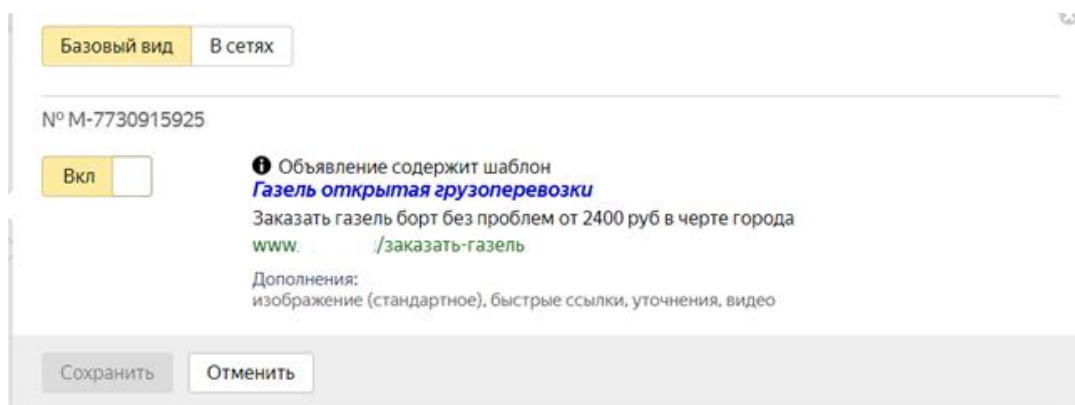 Базовый вид В сетях
№ М-7730915925
Вкл
Объявление содержит шаблон
Газель открытая грузоперевозки
Заказать газель борт без проблем от 2400 руб в черте города
www. :/заказать-газель
Дополнения:
изображение (стандартное), быстрые ссылки, уточнения, видео
Сохранить Отменить